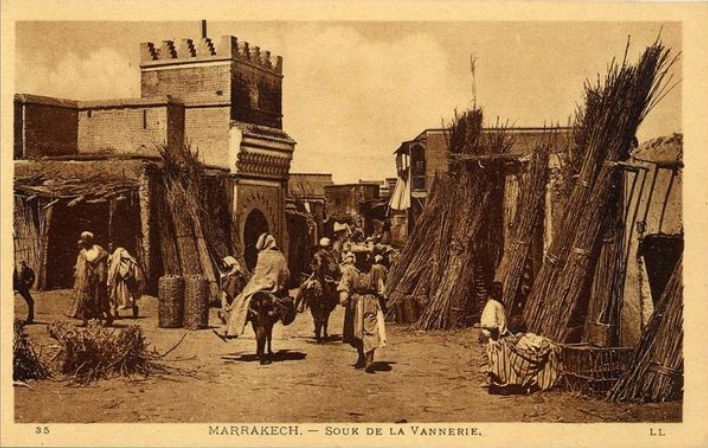 35 MARRAKECH. — SOUK DE LA VANNERIE. LL.